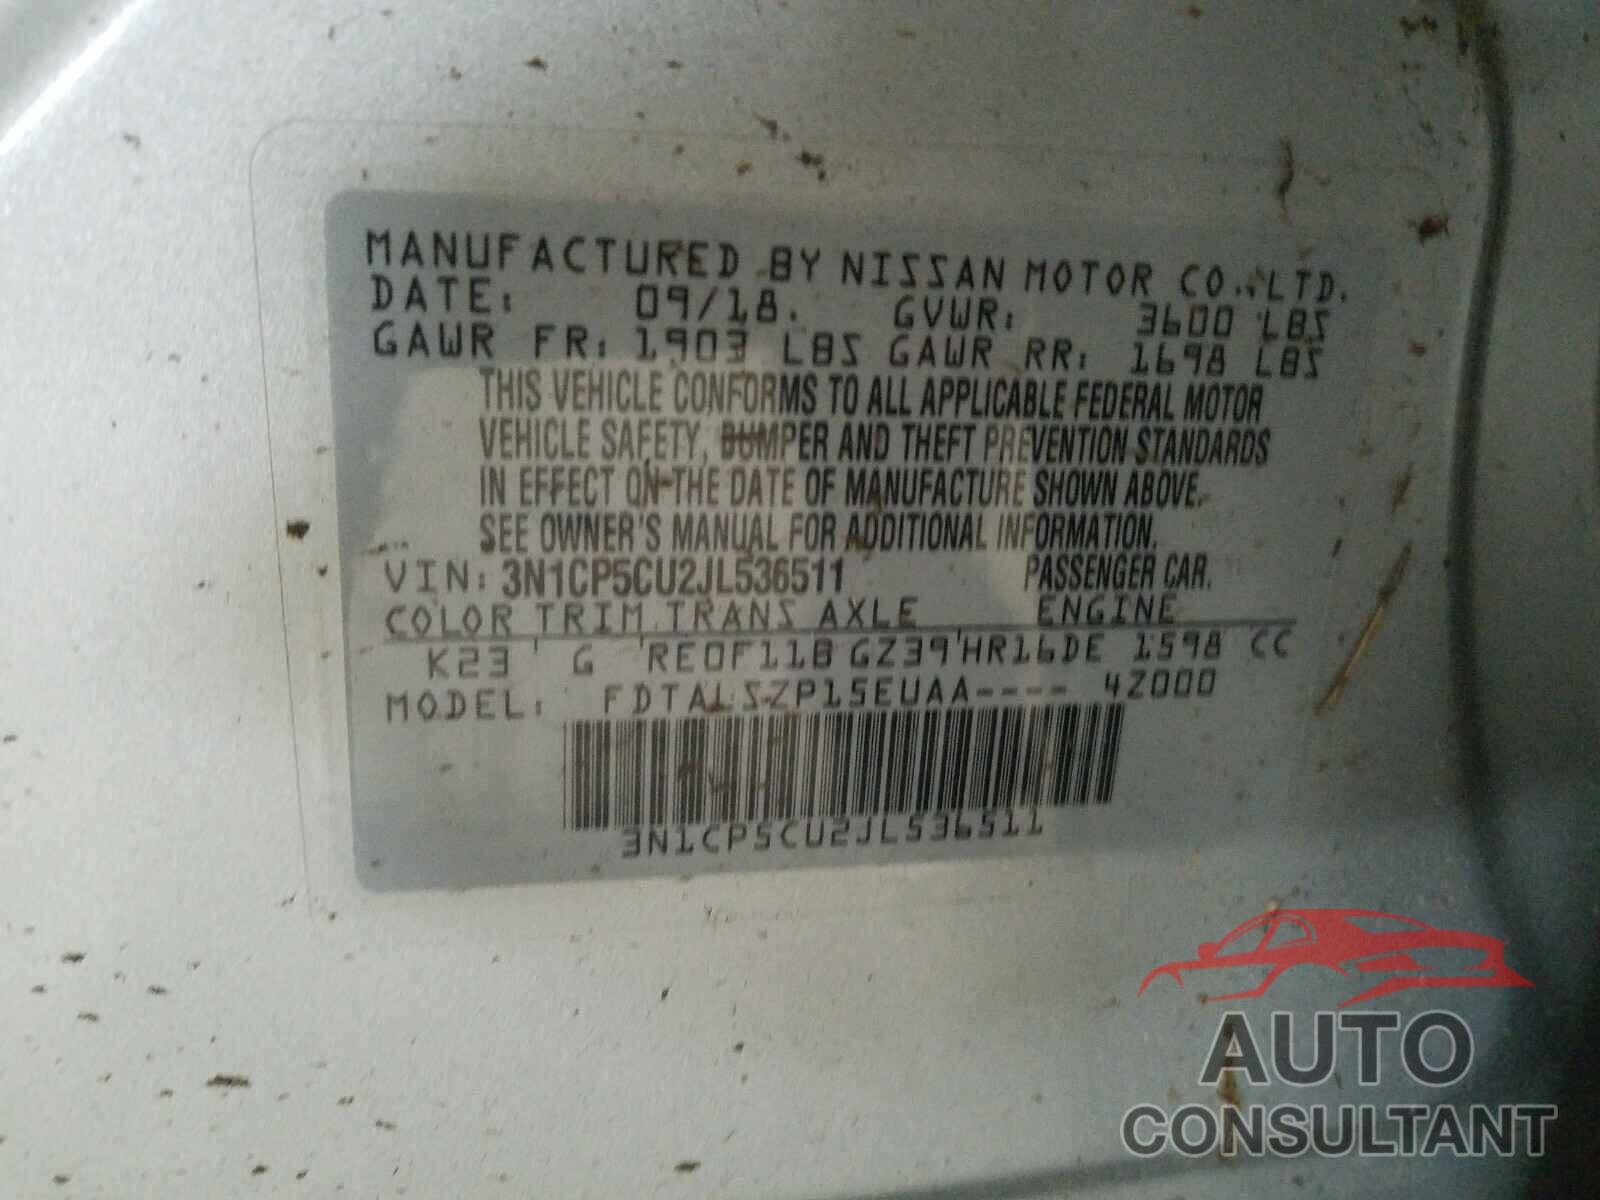 MANUFACTURED BY NISSAN MOTOR CO., LTD.
DATE: 09/18. GVWR: 3600 LBS
GAWR FR: 1903 LBS GAWR RR: 1698 LBS
THIS VEHICLE CONFORMS TO ALL APPLICABLE FEDERAL MOTOR
VEHICLE SAFETY, BUMPER AND THEFT PREVENTION STANDARDS
IN EFFECT ON THE DATE OF MANUFACTURE SHOWN ABOVE.
SEE OWNER'S MANUAL FOR ADDITIONAL INFORMATION.
VIN: 3N1CP5CU2JL536511 PASSENGER CAR.
COLOR TRIM TRANS AXLE ENGINE
K23 G RE0F11B GZ39 HR16DE 1598 CC
MODEL: FDTALSZP15EUAA---- 4Z000
3N1CP5CU2JL536511
AUTO
CONSULTANT